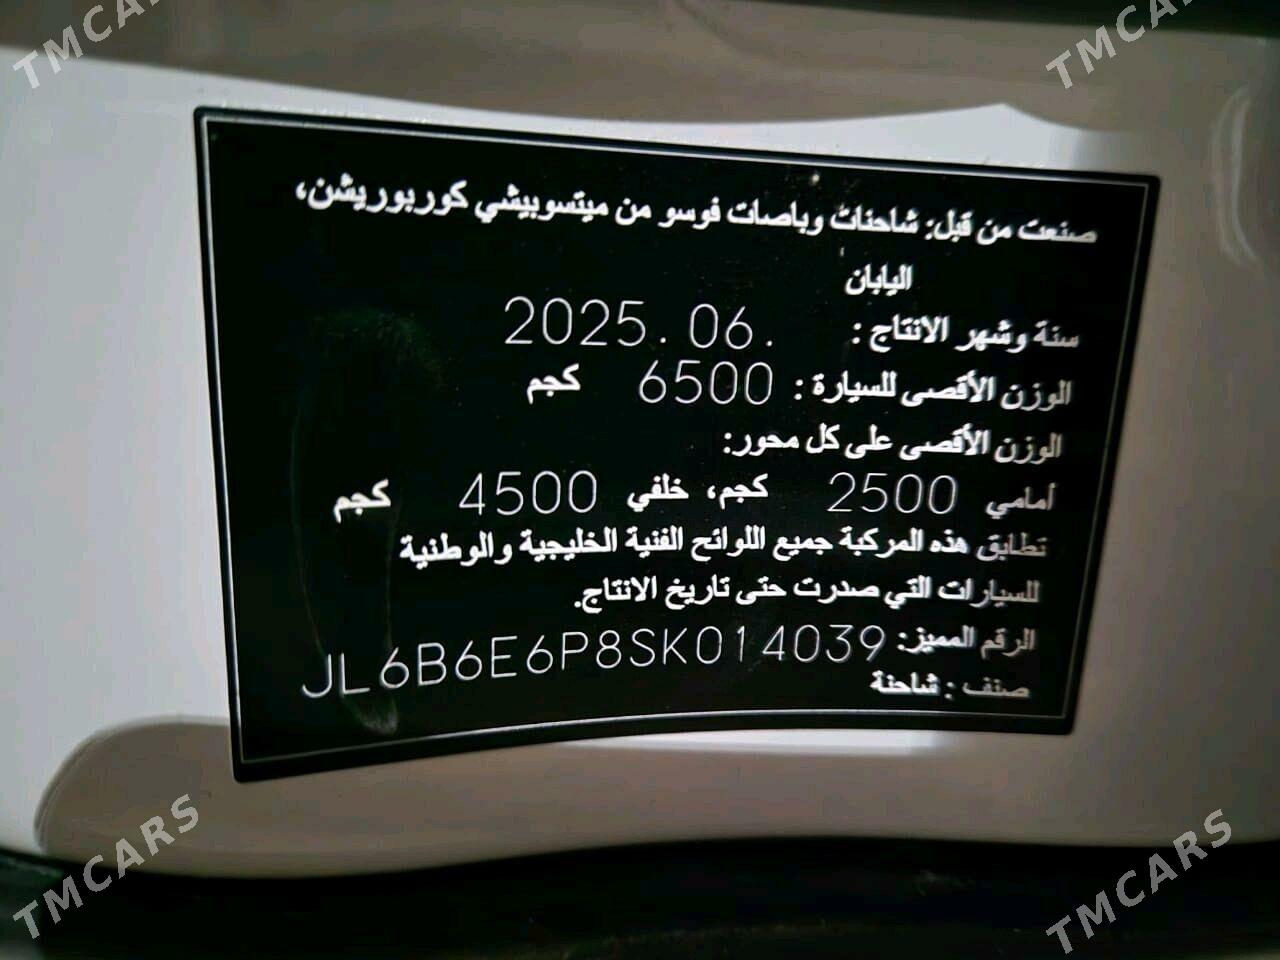 TMCARS
TMCARS
صنعت من قبل: شاحنات وباصات فوسو من ميتسوبيشي كوربوريشن،
اليابان
سنة وشهر الانتاج : 2025.06.
الوزن الأقصى للسيارة : 6500 كجم
الوزن الأقصى على كل محور:
أمامي 2500 كجم، خلفي 4500 كجم
تطابق هذه المركبة جميع اللوائح الفنية الخليجية والوطنية
للسيارات التي صدرت حتى تاريخ الانتاج.
الرقم المميز: JL6B6E6P8SK014039
صنف : شاحنة
TMCARS
TMCARS